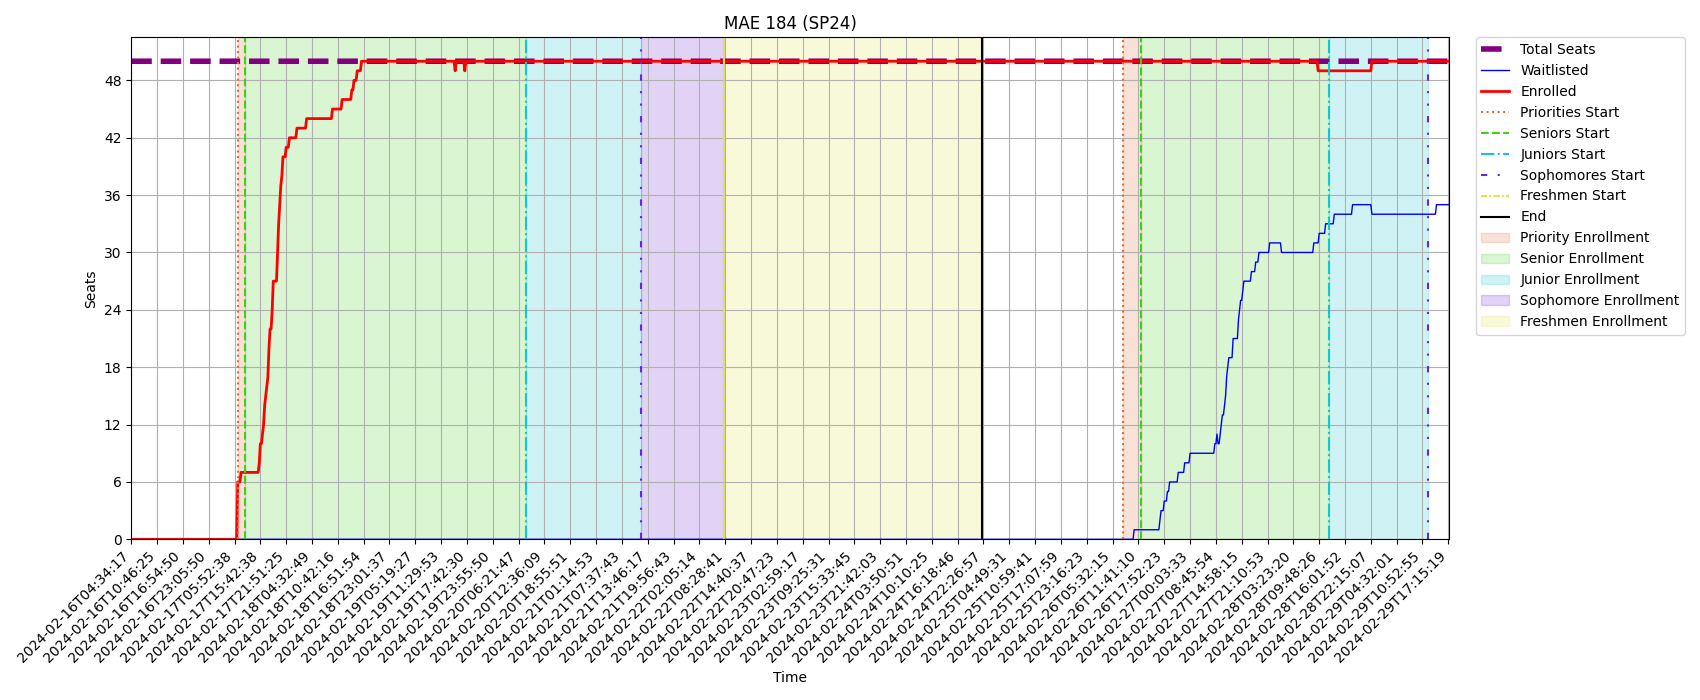 MAE 184 (SP24)
Seats
48
42
36
30
24
18
12
6
0
2024-02-16T04:34:17
2024-02-16T10:46:25
2024-02-16T16:54:50
2024-02-16T23:05:50
2024-02-17T05:52:38
2024-02-17T15:42:38
2024-02-17T21:51:25
2024-02-18T04:32:49
2024-02-18T10:42:16
2024-02-18T16:51:54
2024-02-18T23:01:37
2024-02-19T05:19:27
2024-02-19T11:29:53
2024-02-19T17:42:30
2024-02-19T23:55:50
2024-02-20T06:21:47
2024-02-20T12:36:09
2024-02-20T18:55:51
2024-02-21T01:14:53
2024-02-21T07:37:43
2024-02-21T13:46:17
2024-02-21T19:56:43
2024-02-22T02:05:14
2024-02-22T08:28:41
2024-02-22T14:40:37
2024-02-22T20:47:23
2024-02-23T02:59:17
2024-02-23T09:25:31
2024-02-23T15:33:45
2024-02-23T21:42:03
2024-02-24T03:50:51
2024-02-24T10:10:25
2024-02-24T16:18:46
2024-02-24T22:26:57
2024-02-25T04:49:31
2024-02-25T10:59:41
2024-02-25T17:07:59
2024-02-25T23:16:23
2024-02-26T05:32:15
2024-02-26T11:41:10
2024-02-26T17:52:23
2024-02-27T00:03:33
2024-02-27T08:45:54
2024-02-27T14:58:15
2024-02-27T21:10:53
2024-02-28T03:23:20
2024-02-28T09:48:26
2024-02-28T16:01:52
2024-02-28T22:15:07
2024-02-29T04:32:01
2024-02-29T10:52:55
2024-02-29T17:15:19
Time
Total Seats
Waitlisted
Enrolled
Priorities Start
Seniors Start
Juniors Start
Sophomores Start
Freshmen Start
End
Priority Enrollment
Senior Enrollment
Junior Enrollment
Sophomore Enrollment
Freshmen Enrollment